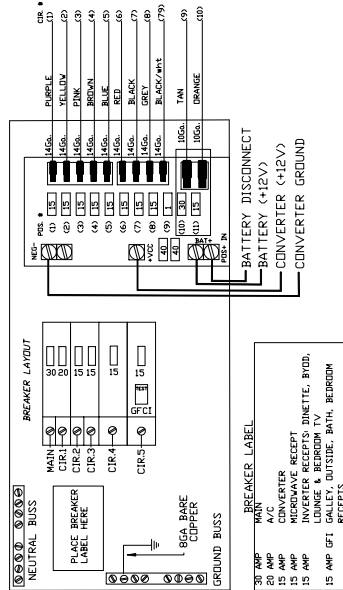 CIR. #
PURPLE (1)
YELLOW (2)
PINK (3)
BROWN (4)
BLUE (5)
RED (6)
BLACK (7)
GREY (8)
BLACK/wht (79)
TAN (9)
ORANGE (10)
14Ga.
14Ga.
14Ga.
14Ga.
14Ga.
14Ga.
14Ga.
14Ga.
14Ga.
10Ga.
10Ga.
POS. #
(1) 15
(2) 15
(3) 15
(4) 15
(5) 15
(6) 15
(7) 15
(8) 15
(9) 1
(10) 30
(11) 15
NEG-
+VCC
40
40
BAT+
POS+ IN
BATTERY DISCONNECT
BATTERY (+12V)
CONVERTER (+12V)
CONVERTER GROUND
BREAKER LAYOUT
MAIN 30
CIR.1 20
CIR.2 15
CIR.3 15
CIR.4 15
CIR.5 15
TEST
GFCI
NEUTRAL BUSS
PLACE BREAKER
LABEL HERE
8GA BARE
COPPER
GROUND BUSS
BREAKER LABEL
30 AMP MAIN
20 AMP A/C
15 AMP CONVERTER
15 AMP MICROWAVE RECEPT
15 AMP INVERTER RECEPTS: DINETTE, BYOD,
LOUNGE & BEDROOM TV
15 AMP GFI GALLEY, OUTSIDE, BATH, BEDROOM
RECEPTS